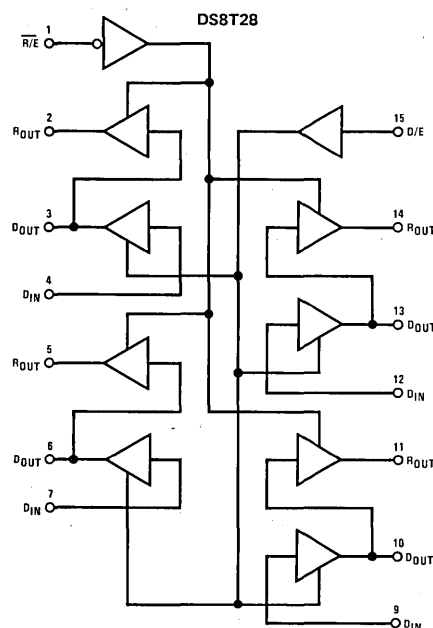 DS8T28
1
R/E
2
ROUT
15
D/E
3
DOUT
14
ROUT
4
DIN
13
DOUT
5
ROUT
12
DIN
6
DOUT
11
ROUT
7
DIN
10
DOUT
9
DIN